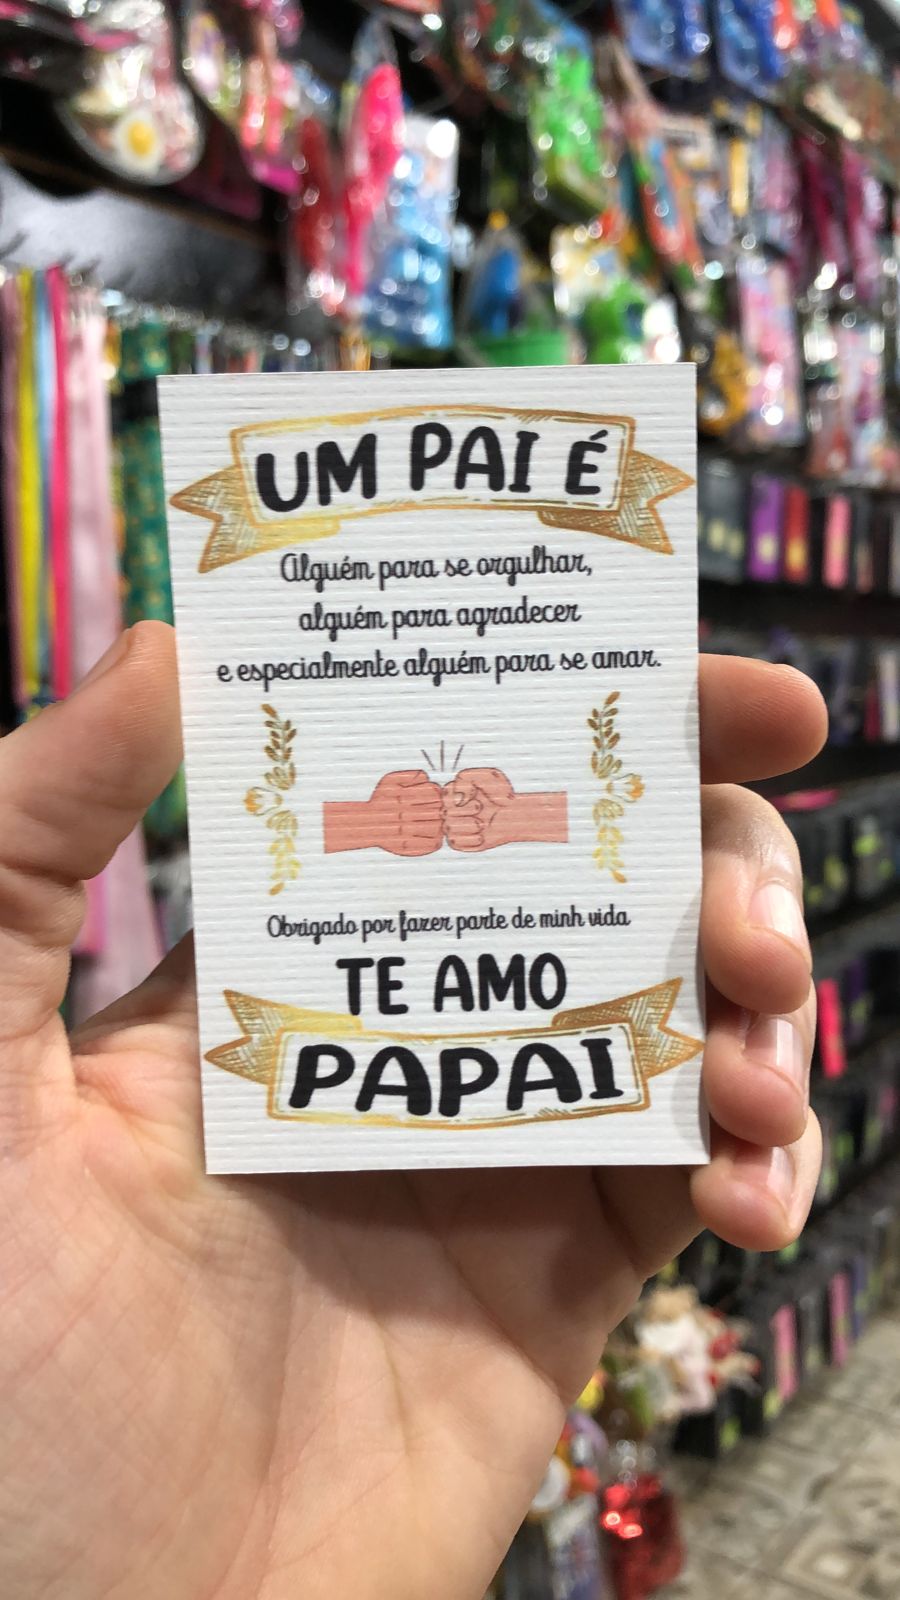 UM PAI É
Alguém para se orgulhar,
alguém para agradecer
e especialmente alguém para se amar.
Obrigado por fazer parte de minh vida
TE AMO
PAPAI